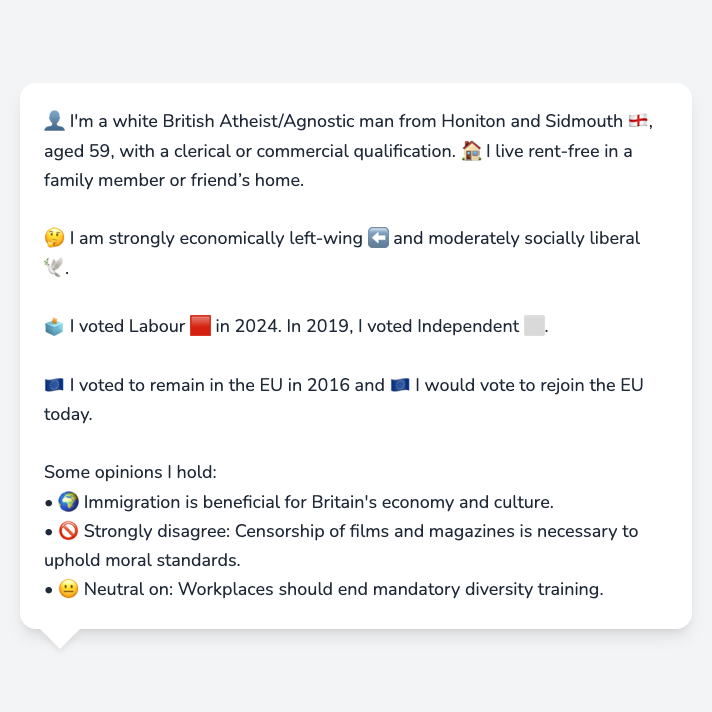 👤 I'm a white British Atheist/Agnostic man from Honiton and Sidmouth 🏴󠁧󠁢󠁥󠁮󠁧󠁿,
aged 59, with a clerical or commercial qualification. 🏠 I live rent-free in a
family member or friend’s home.
🤔 I am strongly economically left-wing ⬅️ and moderately socially liberal
🕊️.
🗳️ I voted Labour 🟥 in 2024. In 2019, I voted Independent ⬜.
🇪🇺 I voted to remain in the EU in 2016 and 🇪🇺 I would vote to rejoin the EU
today.
Some opinions I hold:
• 🌍 Immigration is beneficial for Britain's economy and culture.
• 🚫 Strongly disagree: Censorship of films and magazines is necessary to
uphold moral standards.
• 😐 Neutral on: Workplaces should end mandatory diversity training.